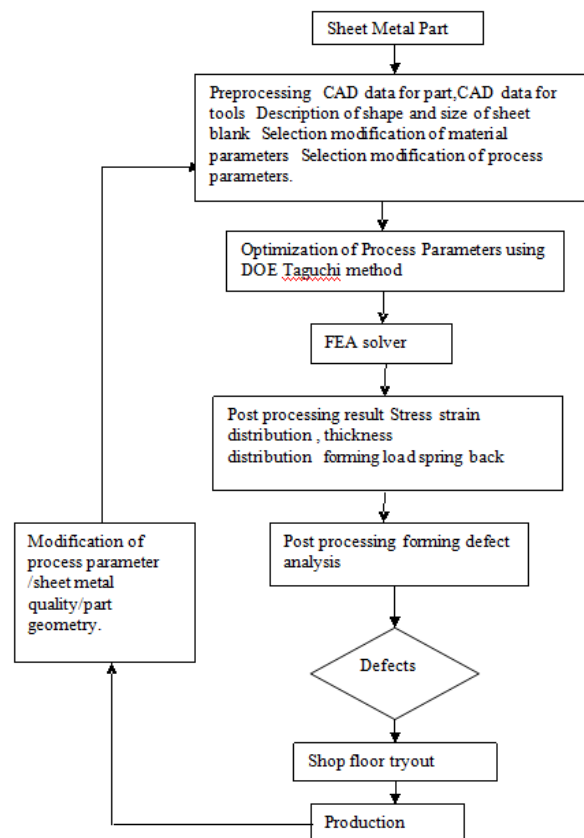 Sheet Metal Part
Preprocessing CAD data for part,CAD data for
tools Description of shape and size of sheet
blank Selection modification of material
parameters Selection modification of process
parameters.
Optimization of Process Parameters using
DOE Taguchi method
FEA solver
Post processing result Stress strain
distribution , thickness
distribution forming load spring back
Modification of
process parameter
/sheet metal
quality/part
geometry.
Post processing forming defect
analysis
Defects
Shop floor tryout
Production